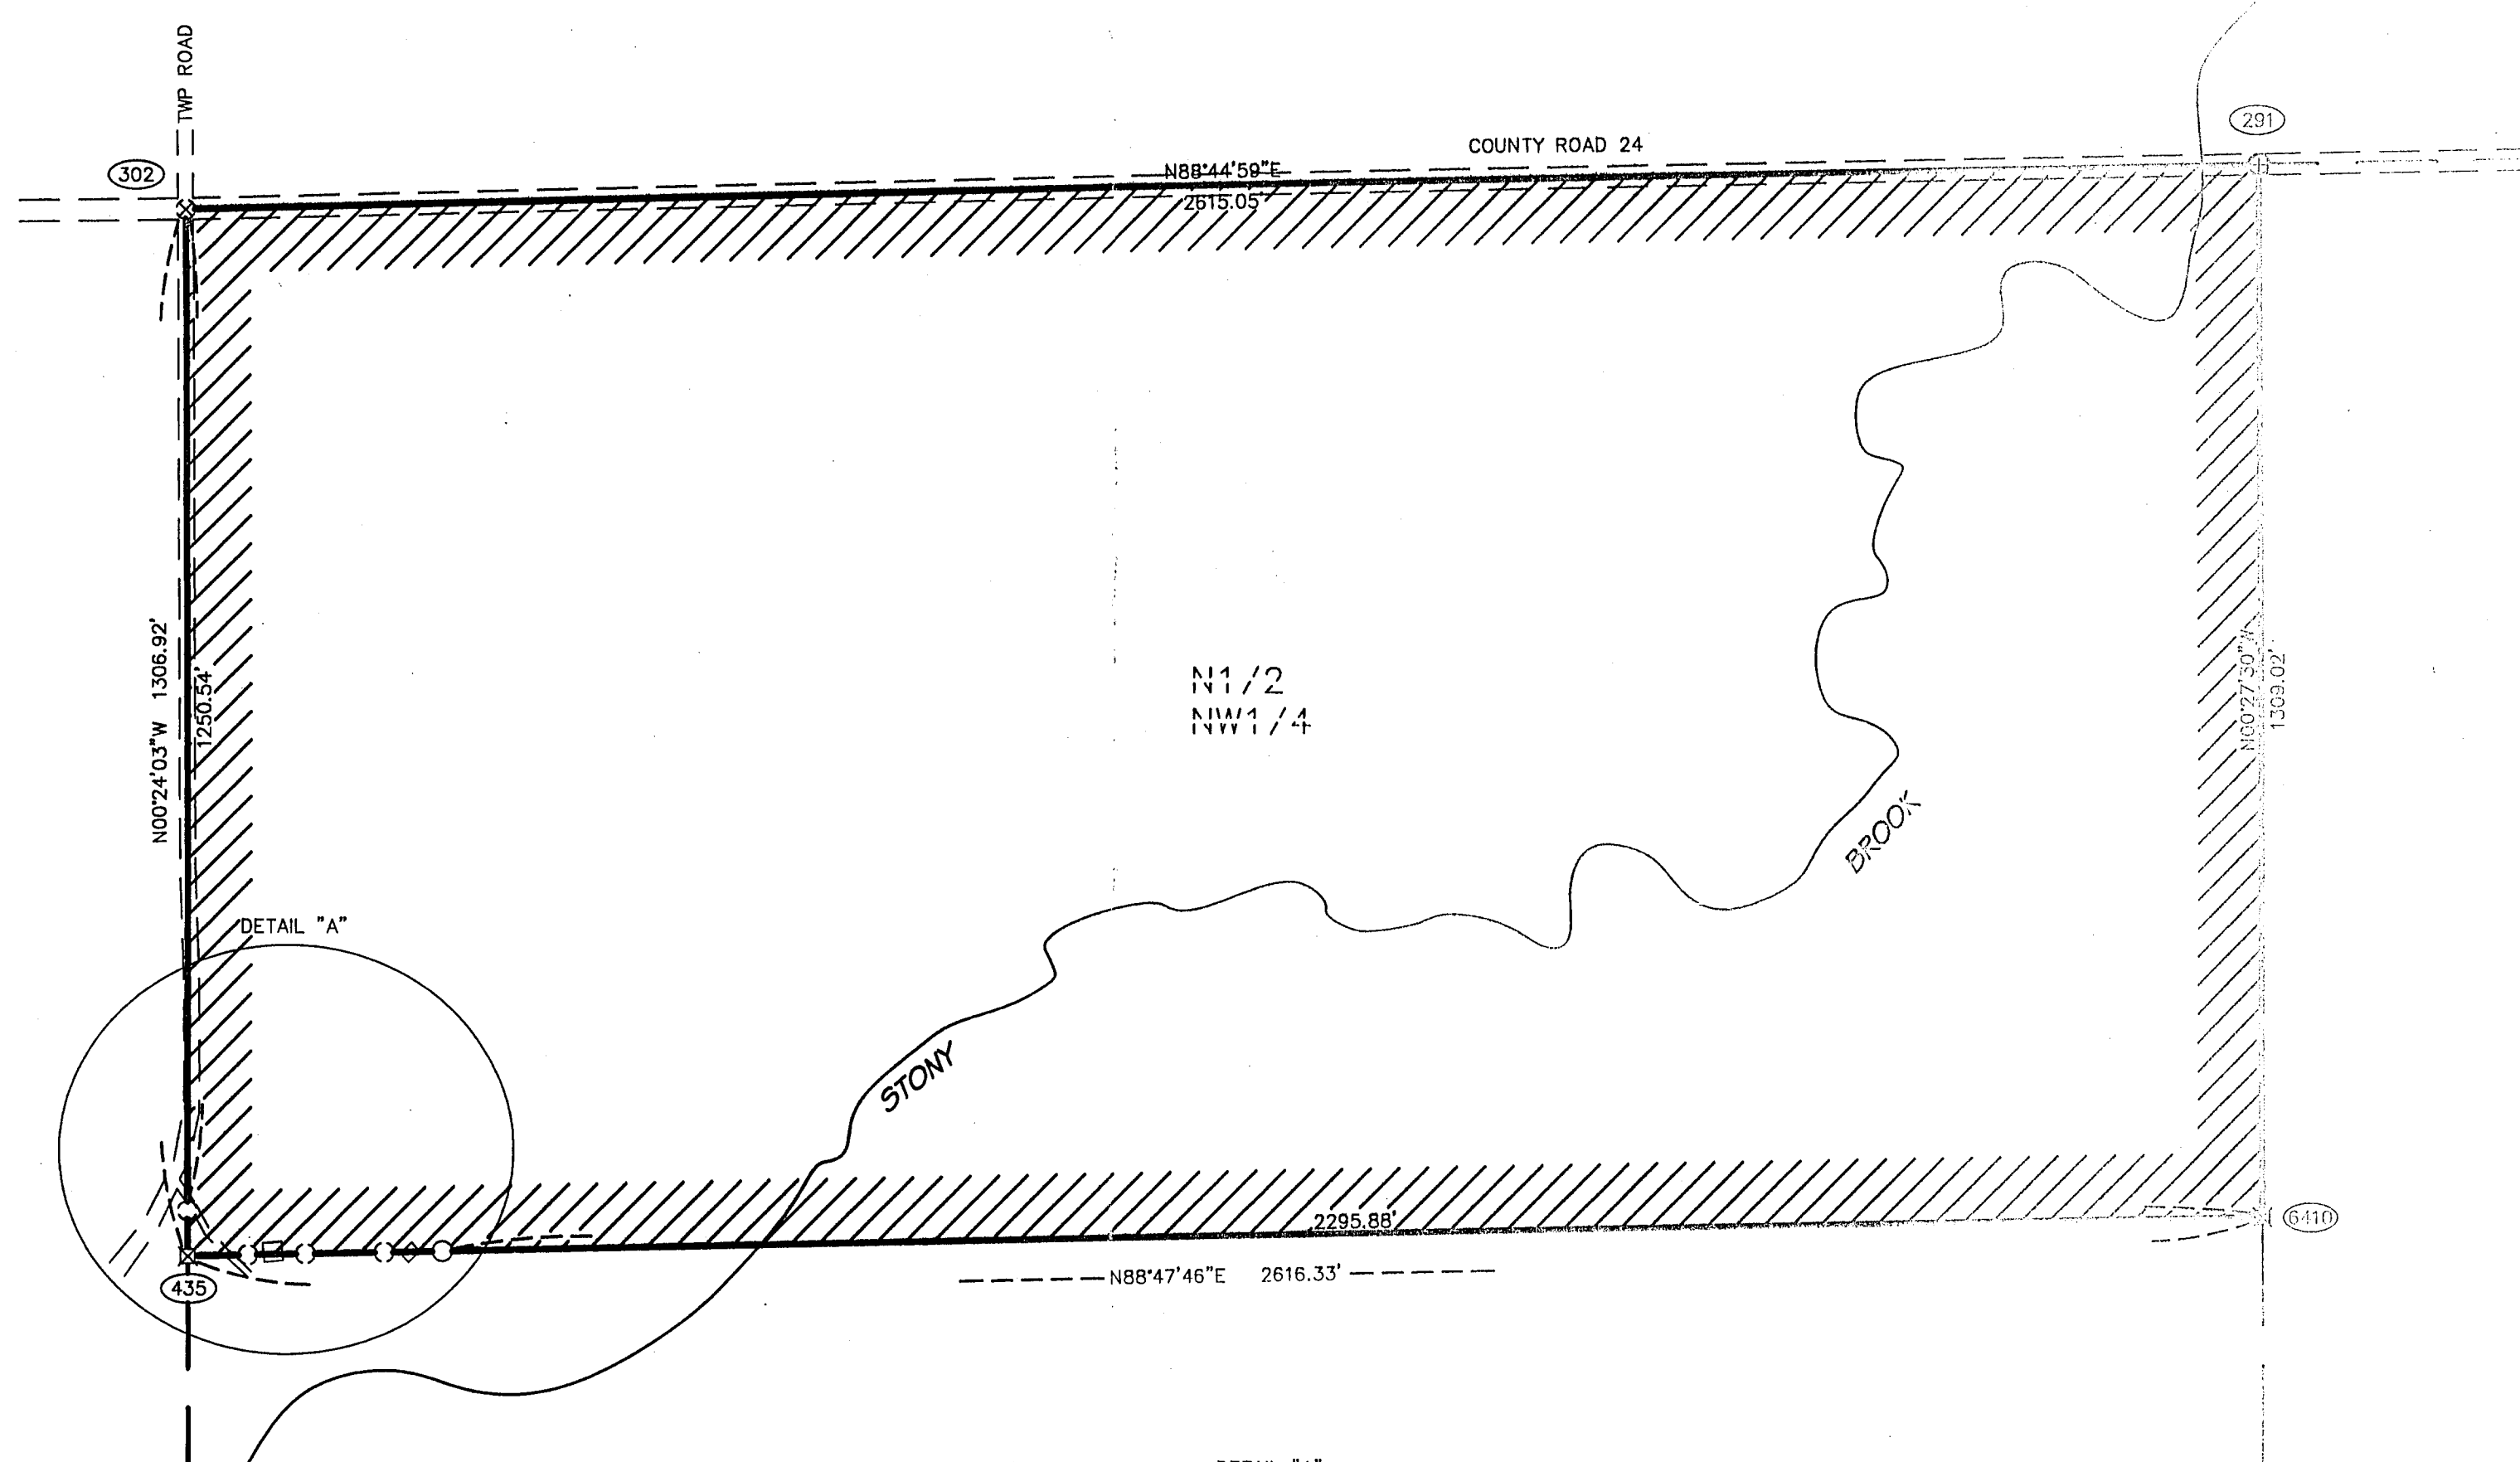 TWP ROAD
COUNTY ROAD 24
291
302
N88°44'59"E
2615.05'
N00°24'03"W 1306.92'
1250.54'
N1/2
NW1/4
N00°27'30"W
1309.02'
BROOK
DETAIL "A"
STONY
2295.88'
6410
N88°47'46"E 2616.33'
435